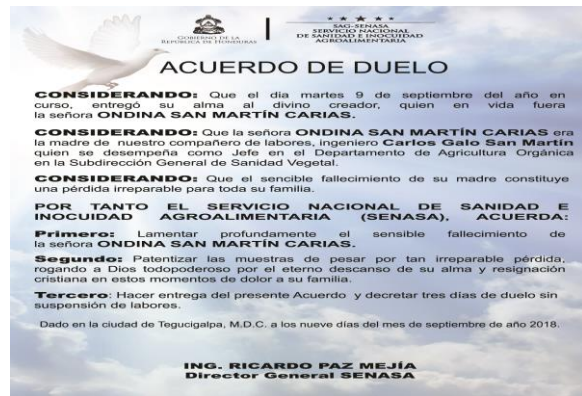 GOBIERNO DE LA
REPÚBLICA DE HONDURAS
SAG-SENASA
SERVICIO NACIONAL
DE SANIDAD E INOCUIDAD
AGROALIMENTARIA
ACUERDO DE DUELO
CONSIDERANDO: Que el dia martes 9 de septiembre del año en
curso, entregó su alma al divino creador, quien en vida fuera
la señora ONDINA SAN MARTÍN CARIAS.
CONSIDERANDO: Que la señora ONDINA SAN MARTÍN CARIAS era
la madre de nuestro compañero de labores, ingeniero Carlos Galo San Martín
quien se desempeña como Jefe en el Departamento de Agricultura Orgánica
en la Subdirección General de Sanidad Vegetal.
CONSIDERANDO: Que el sencible fallecimiento de su madre constituye
una pérdida irreparable para toda su familia.
POR TANTO EL SERVICIO NACIONAL DE SANIDAD E
INOCUIDAD AGROALIMENTARIA (SENASA), ACUERDA:
Primero: Lamentar profundamente el sensible fallecimiento de
la señora ONDINA SAN MARTÍN CARIAS.
Segundo: Patentizar las muestras de pesar por tan irreparable pérdida,
rogando a Dios todopoderoso por el eterno descanso de su alma y resignación
cristiana en estos momentos de dolor a su familia.
Tercero: Hacer entrega del presente Acuerdo y decretar tres días de duelo sin
suspensión de labores.
Dado en la ciudad de Tegucigalpa, M.D.C. a los nueve días del mes de septiembre de año 2018.
ING. RICARDO PAZ MEJÍA
Director General SENASA